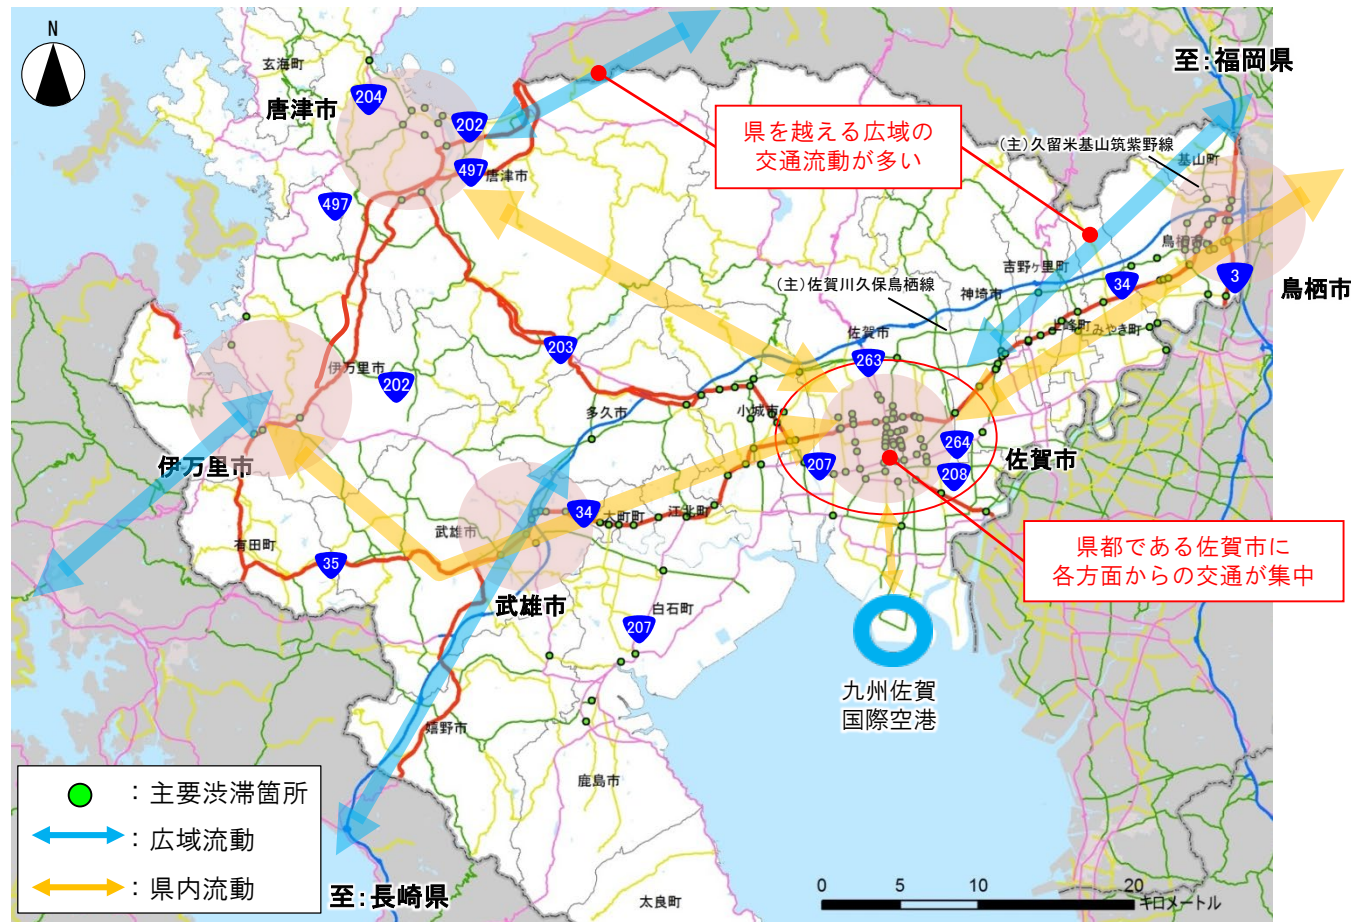 N
玄海町
唐津市
204
202
497
唐津市
497
県を越える広域の
交通流動が多い
至:福岡県
(主)久留米基山筑紫野線
基山町
鳥栖市
3
鳥栖市
吉野ヶ里町
34
神埼市
(主)佐賀川久保鳥栖線
上峰町
みやき町
佐賀市
263
203
伊万里市
202
多久市
小城市
伊万里市
207
264
208
佐賀市
34
大町町
江北町
武雄市
有田町
35
武雄市
県都である佐賀市に
各方面からの交通が集中
白石町
207
九州佐賀
国際空港
嬉野市
鹿島市
太良町
:主要渋滞箇所
:広域流動
:県内流動
至:長崎県
0 5 10 20
キロメートル